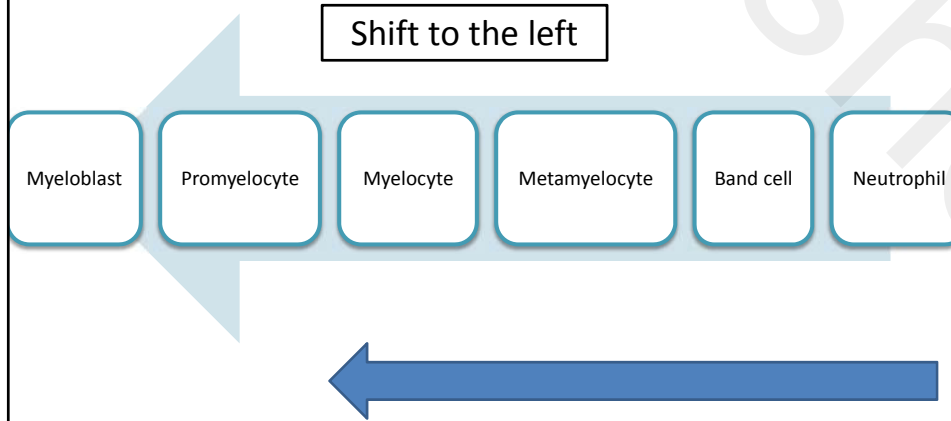 Shift to the left
Myeloblast Promyelocyte Myelocyte Metamyelocyte Band cell Neutrophil